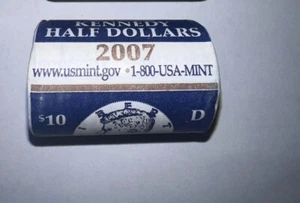 KENNEDY
HALF DOLLARS
2007
www.usmint.gov • 1-800-USA-MINT
$10 D